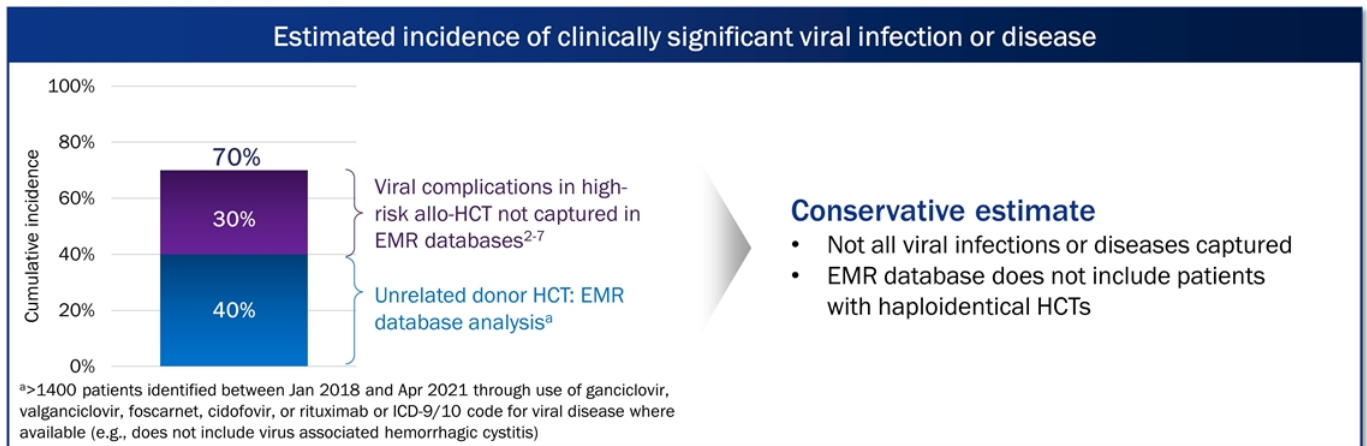 Estimated incidence of clinically significant viral infection or disease
100%
80%
60%
40%
20%
0%
Cumulative incidence
70%
30%
40%
Viral complications in high-
risk allo-HCT not captured in
EMR databases2-7
Unrelated donor HCT: EMR
database analysisa
Conservative estimate
• Not all viral infections or diseases captured
• EMR database does not include patients
with haploidentical HCTs
a>1400 patients identified between Jan 2018 and Apr 2021 through use of ganciclovir,
valganciclovir, foscarnet, cidofovir, or rituximab or ICD-9/10 code for viral disease where
available (e.g., does not include virus associated hemorrhagic cystitis)